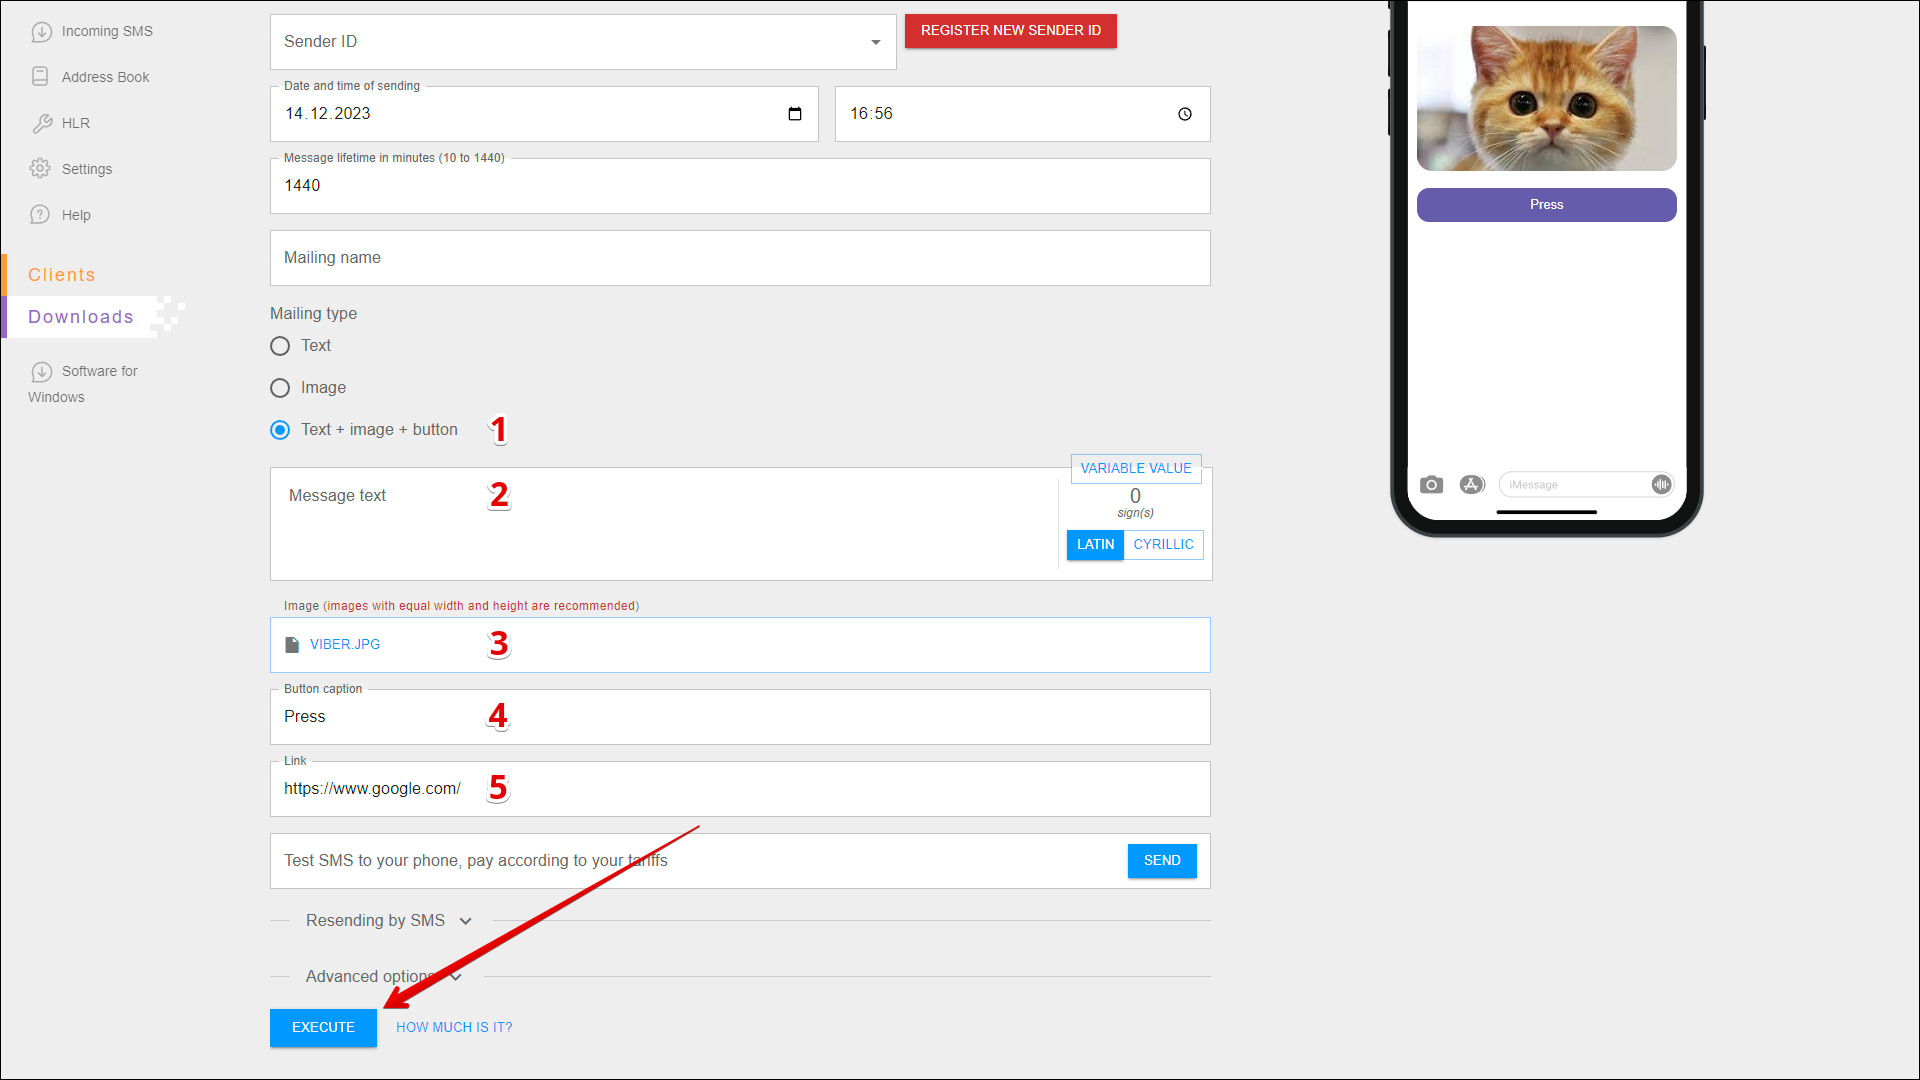 Incoming SMS
Address Book
HLR
Settings
Help
Clients
Downloads
Software for
Windows
Sender ID
REGISTER NEW SENDER ID
Date and time of sending
14.12.2023
16:56
Message lifetime in minutes (10 to 1440)
1440
Mailing name
Mailing type
Text
Image
Text + image + button
1
Message text
2
VARIABLE VALUE
0
sign(s)
LATIN CYRILLIC
Image (images with equal width and height are recommended)
VIBER.JPG
3
Button caption
Press
4
Link
https://www.google.com/
5
Test SMS to your phone, pay according to your tariffs
SEND
Resending by SMS
Advanced options
EXECUTE
HOW MUCH IS IT?
Press
iMessage